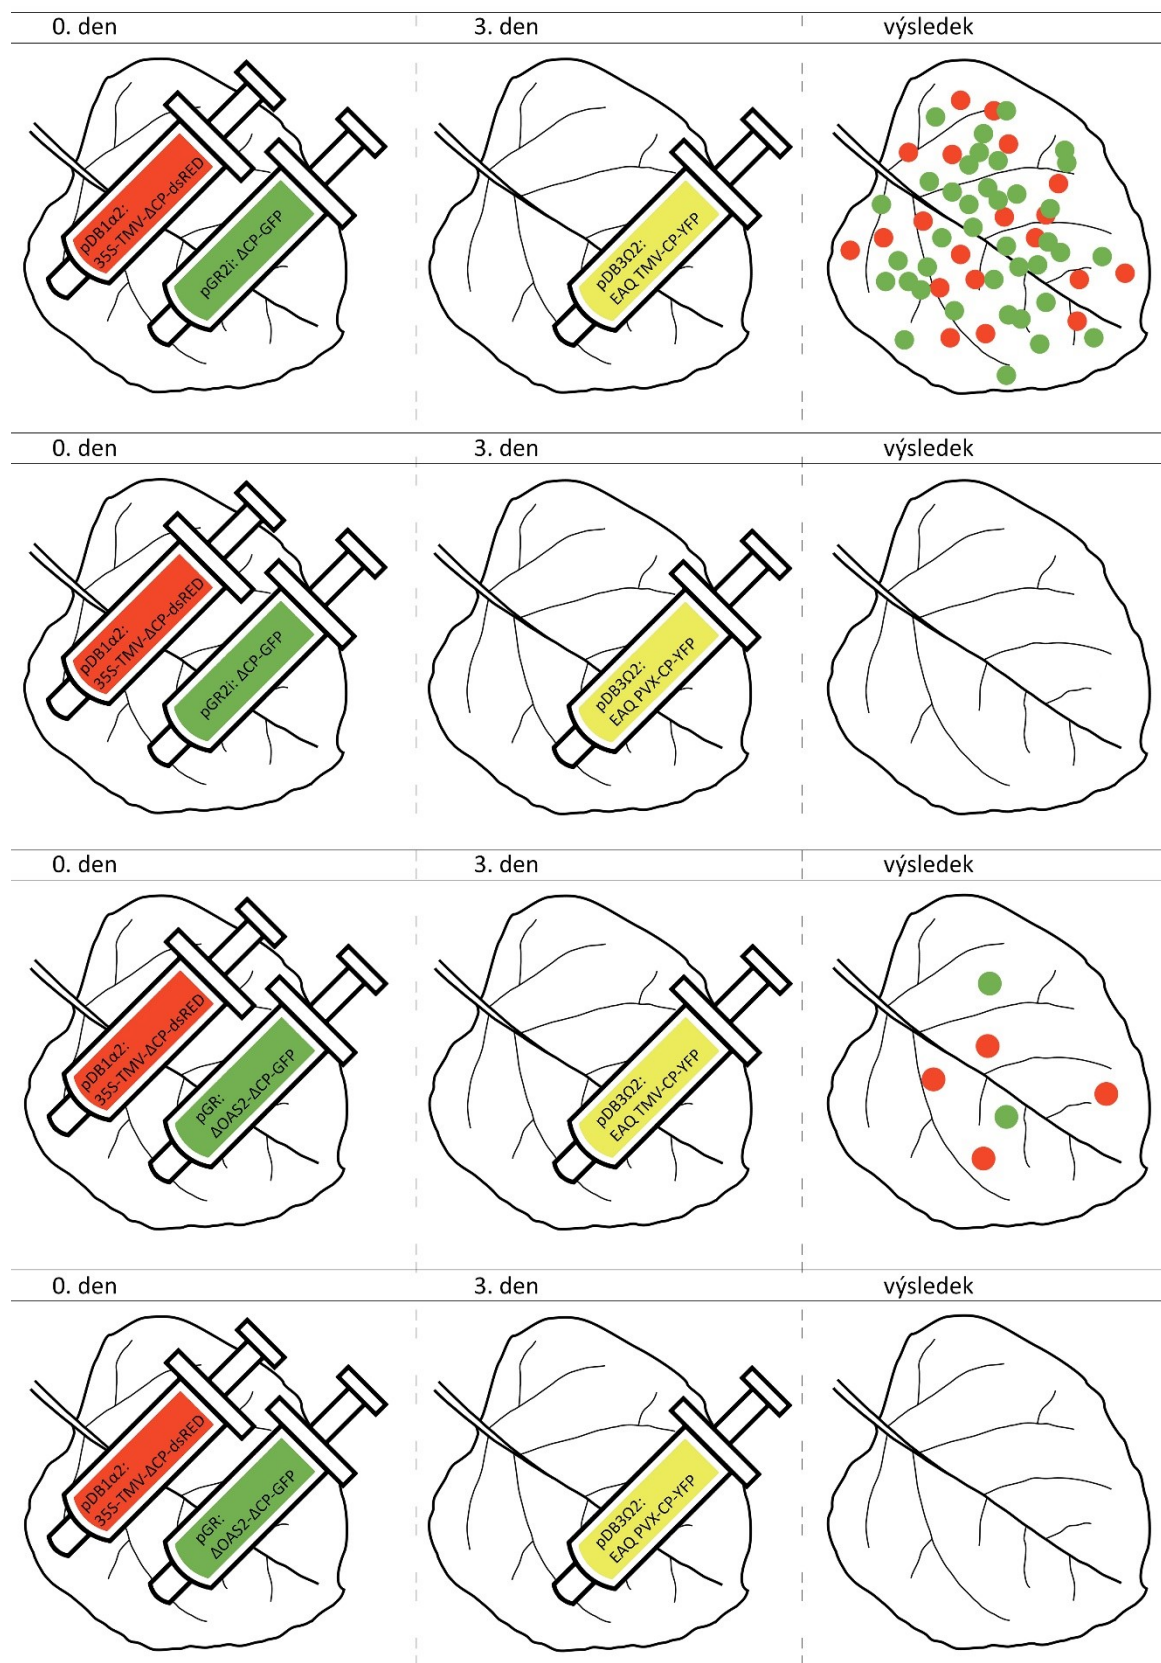 0. den
3. den
výsledek
pDB1α2:
35S-TMV-ΔCP-dsRED
pGR2i: ΔCP-GFP
pDB3Ω2:
EAQ TMV-CP-YFP
0. den
3. den
výsledek
pDB1α2:
35S-TMV-ΔCP-dsRED
pGR2i: ΔCP-GFP
pDB3Ω2:
EAQ PVX-CP-YFP
0. den
3. den
výsledek
pDB1α2:
35S-TMV-ΔCP-dsRED
pGR:
ΔOAS2-ΔCP-GFP
pDB3Ω2:
EAQ TMV-CP-YFP
0. den
3. den
výsledek
pDB1α2:
35S-TMV-ΔCP-dsRED
pGR:
ΔOAS2-ΔCP-GFP
pDB3Ω2:
EAQ PVX-CP-YFP